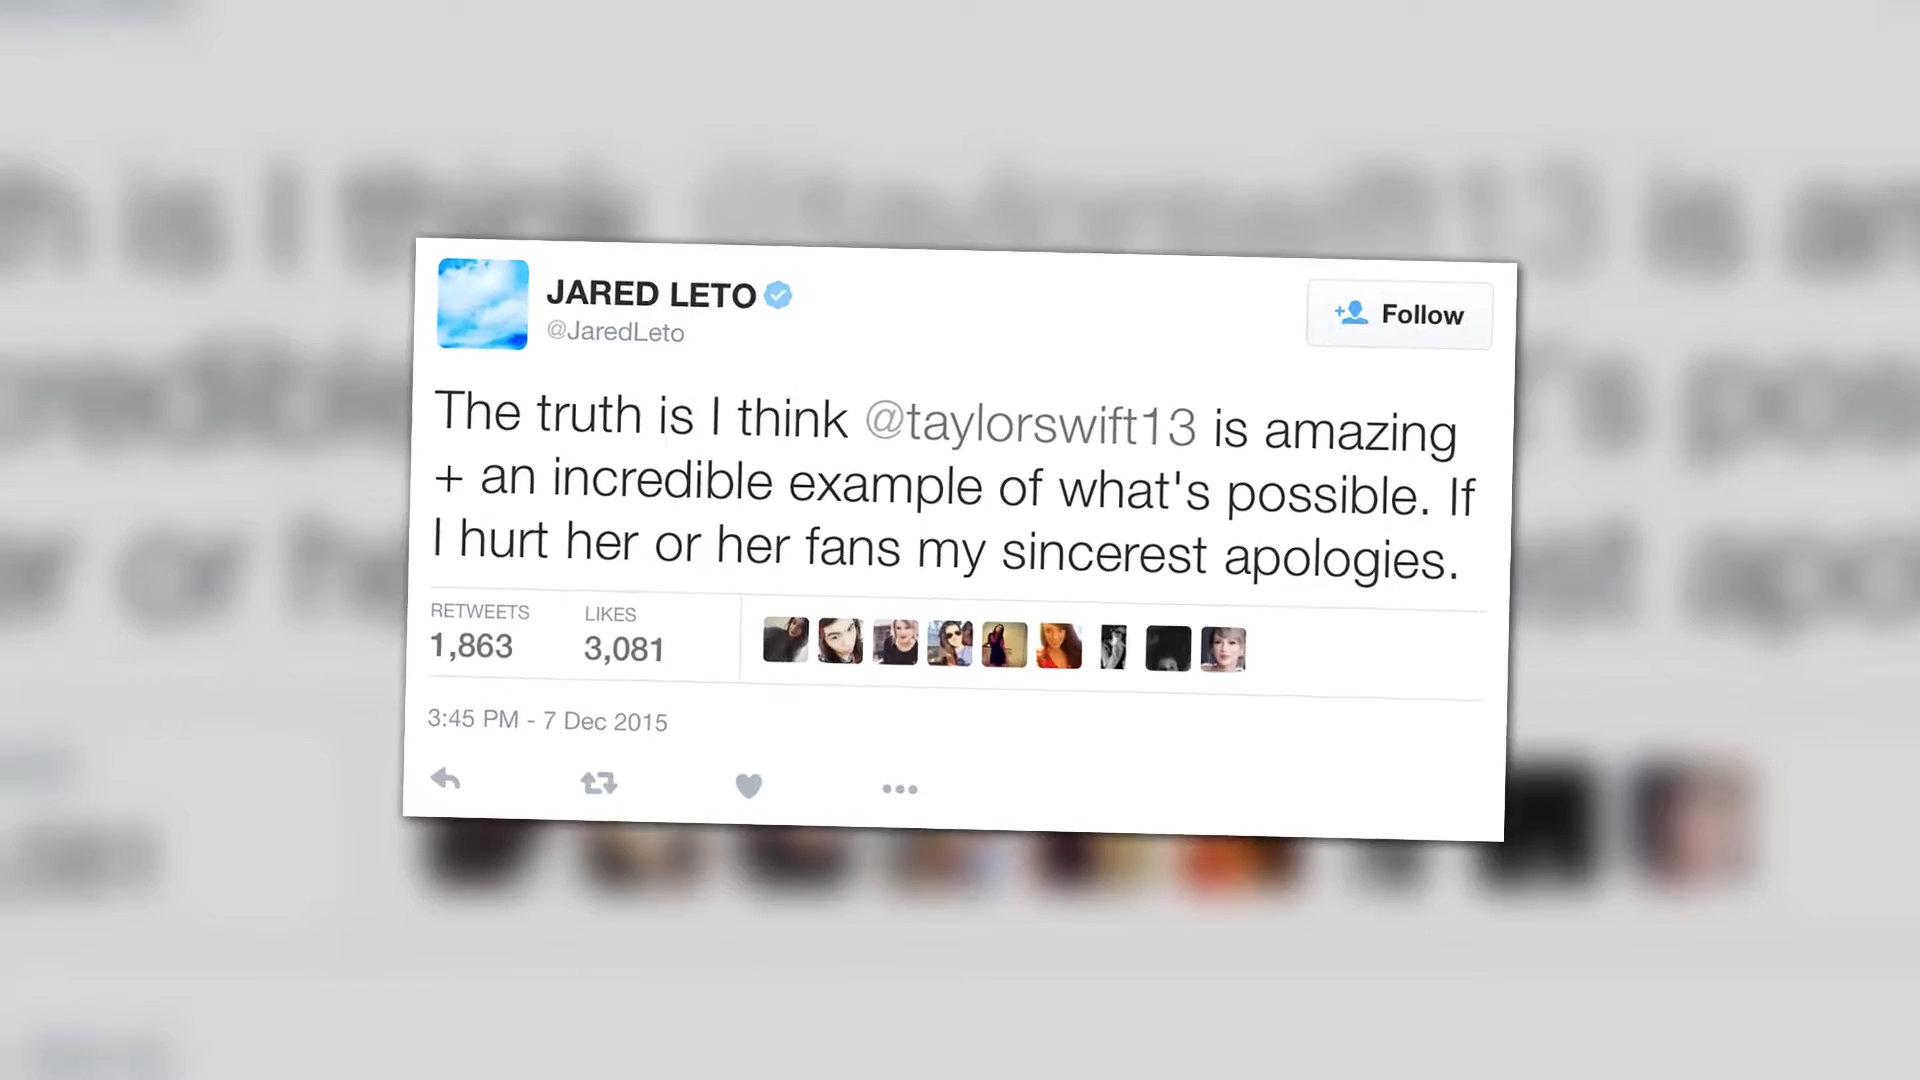 JARED LETO
@JaredLeto
Follow
The truth is I think @taylorswift13 is amazing
+ an incredible example of what's possible. If
I hurt her or her fans my sincerest apologies.
RETWEETS LIKES
1,863 3,081
3:45 PM - 7 Dec 2015